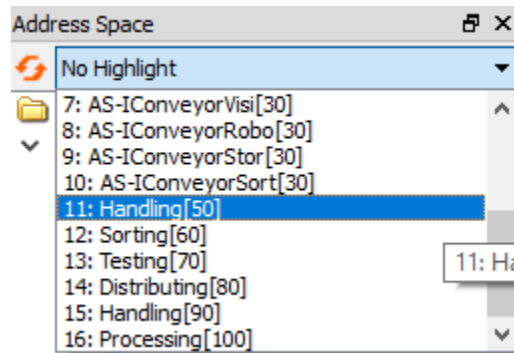 Address Space
No Highlight
7: AS-IConveyorVisi[30]
8: AS-IConveyorRobo[30]
9: AS-IConveyorStor[30]
10: AS-IConveyorSort[30]
11: Handling[50]
12: Sorting[60]
13: Testing[70]
11: Ha
14: Distributing[80]
15: Handling[90]
16: Processing[100]